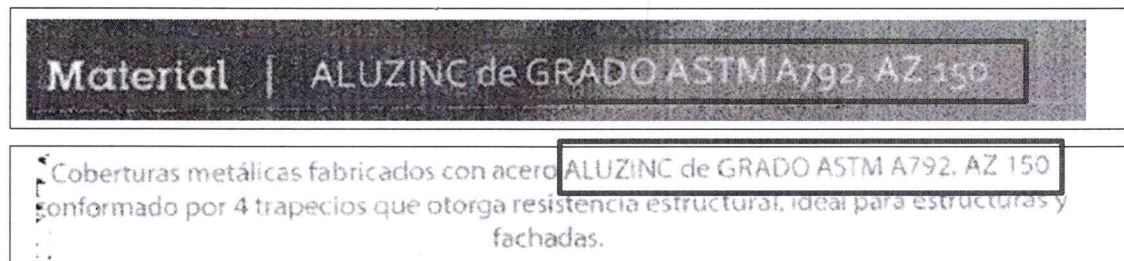 Material | ALUZINC de GRADO ASTM A792, AZ 150
Coberturas metálicas fabricados con acero ALUZINC de GRADO ASTM A792. AZ 150
conformado por 4 trapecios que otorga resistencia estructural, ideal para estructuras y
fachadas.